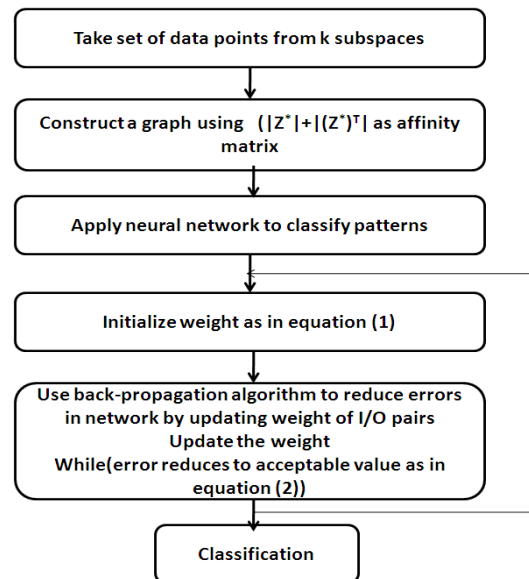 Take set of data points from k subspaces
Construct a graph using (|Z*|+|(Z*)ᵀ| as affinity
matrix
Apply neural network to classify patterns
Initialize weight as in equation (1)
Use back-propagation algorithm to reduce errors
in network by updating weight of I/O pairs
Update the weight
While(error reduces to acceptable value as in
equation (2))
Classification